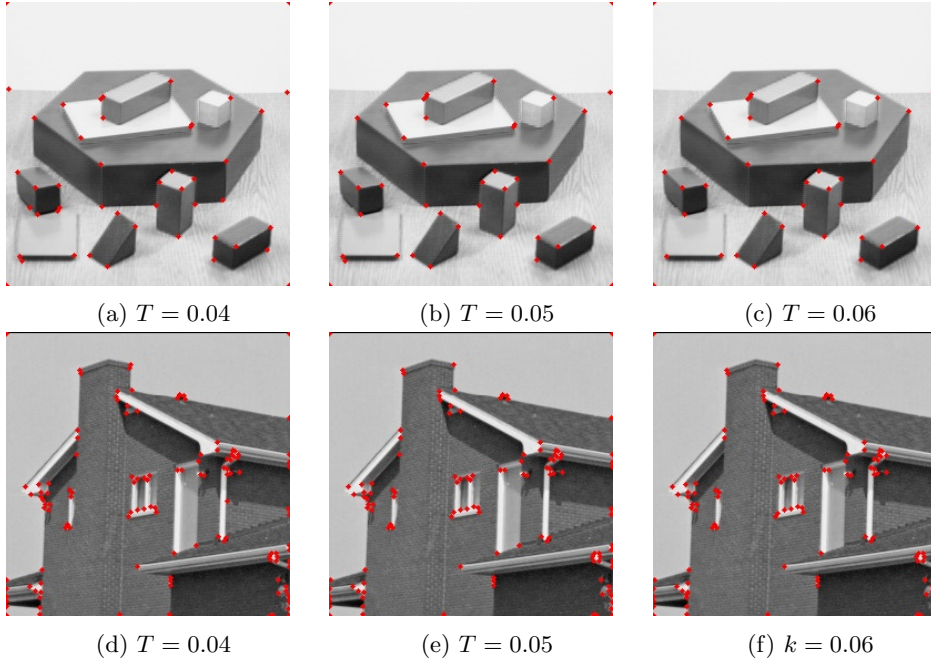 (a) T = 0.04
(b) T = 0.05
(c) T = 0.06
(d) T = 0.04
(e) T = 0.05
(f) k = 0.06